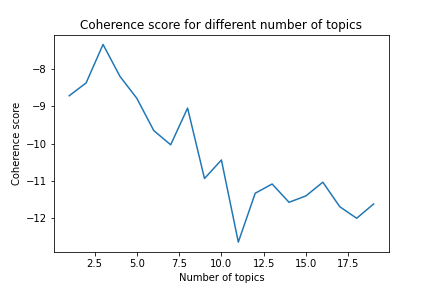 Coherence score for different number of topics
Coherence score
−8
−9
−10
−11
−12
2.5 5.0 7.5 10.0 12.5 15.0 17.5
Number of topics